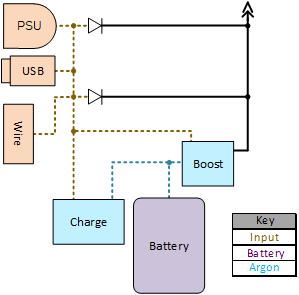 PSU
USB
Wire
Boost
Charge
Battery
Key
Input
Battery
Argon